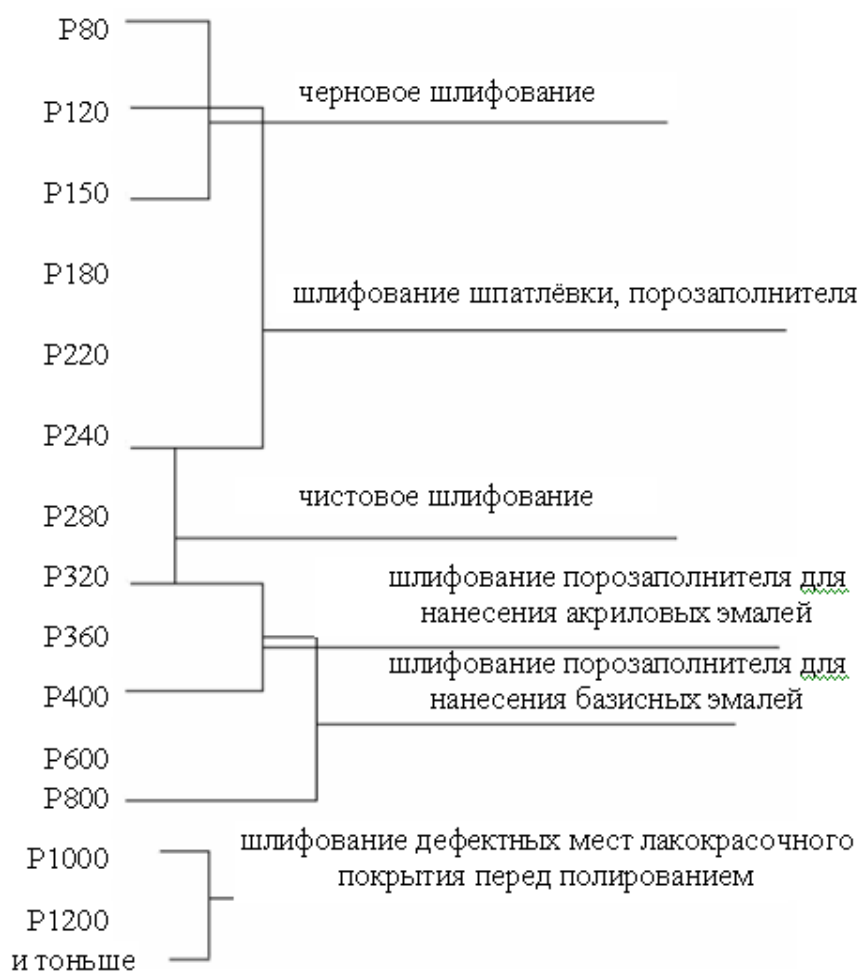 P80
черновое шлифование
P120
P150
P180
шлифование шпатлёвки, порозаполнителя
P220
P240
чистовое шлифование
P280
P320
шлифование порозаполнителя для
нанесения акриловых эмалей
P360
шлифование порозаполнителя для
нанесения базисных эмалей
P400
P600
P800
шлифование дефектных мест лакокрасочного
покрытия перед полированием
P1000
P1200
и тоньше